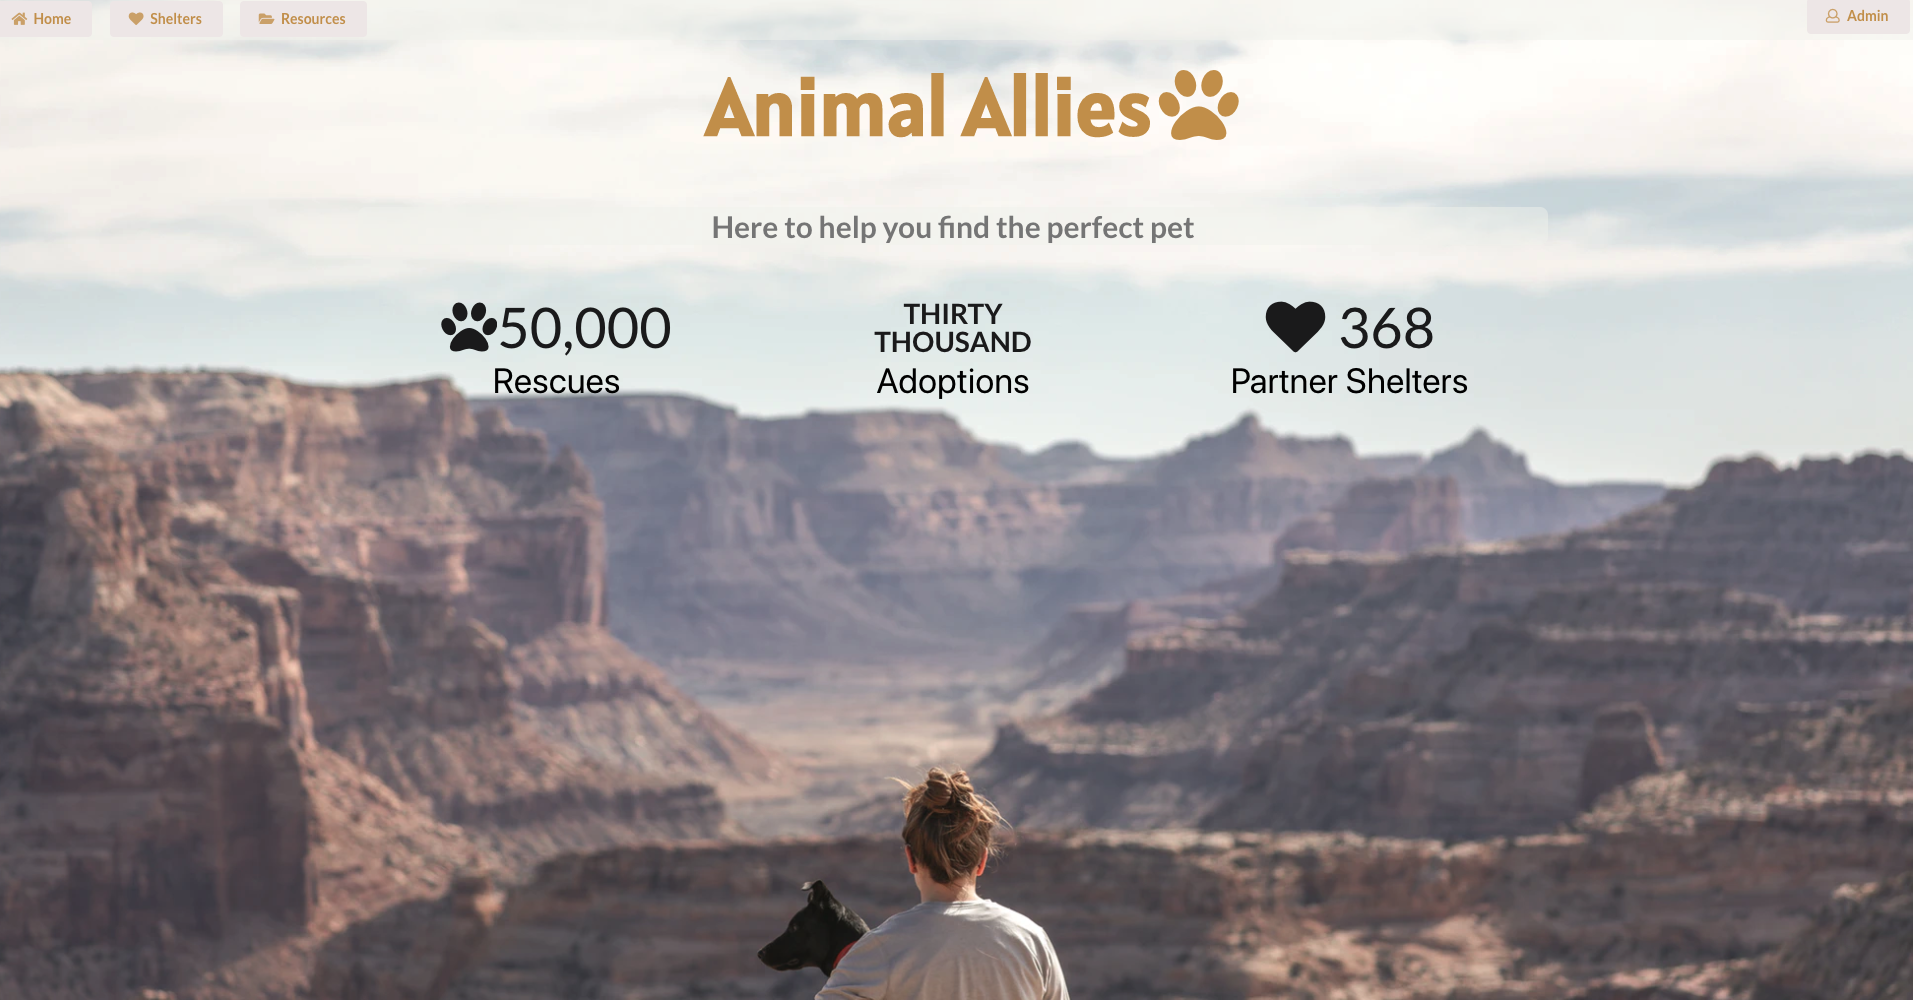 Home
Shelters
Resources
Admin
Animal Allies
Here to help you find the perfect pet
50,000
Rescues
THIRTY
THOUSAND
Adoptions
368
Partner Shelters